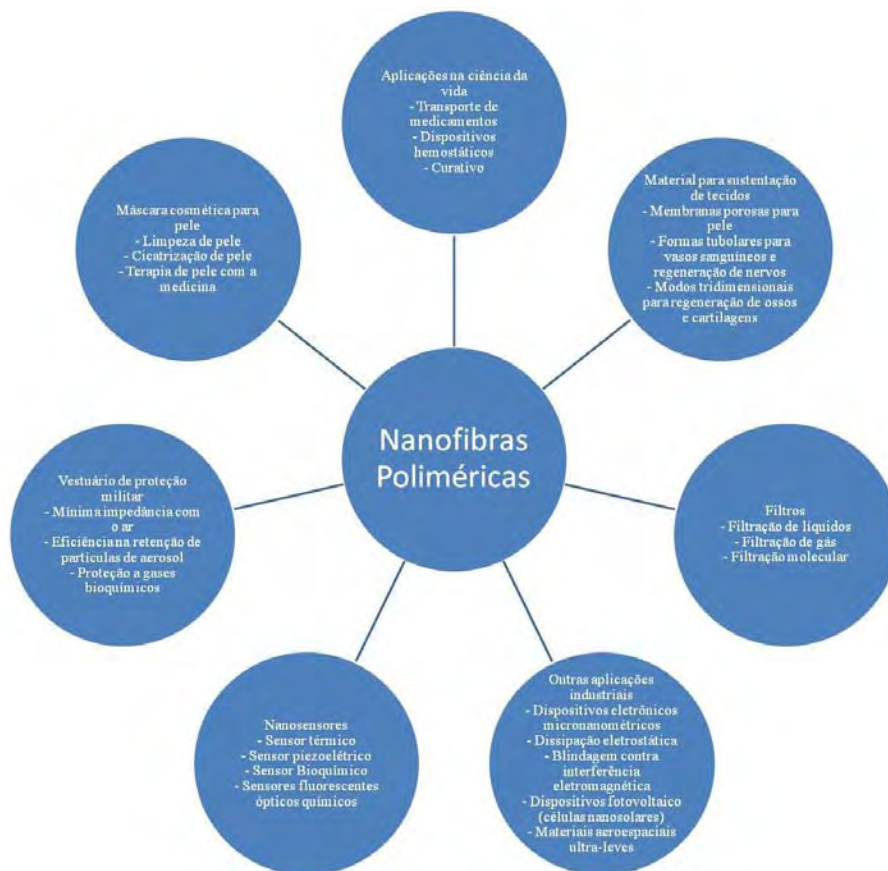 Aplicações na ciência da
vida
- Transporte de
medicamentos
- Dispositivos
hemostáticos
- Curativo
Material para sustentação
de tecidos
- Membranas porosas para
pele
- Formas tubolares para
vasos sanguíneos e
regeneração de nervos
- Modos tridimensionais
para regeneração de ossos
e cartilagens
Filtros
- Filtração de líquidos
- Filtração de gás
- Filtração molecular
Outras aplicações
industriais
- Dispositivos eletrônicos
micronanométricos
- Dissipação eletrostática
- Blindagem contra
interferência
eletromagnética
- Dispositivos fotovoltaico
(células nanosolares)
- Materiais aeroespaciais
ultra-leves
Nanosensores
- Sensor térmico
- Sensor piezoelétrico
- Sensor Bioquímico
- Sensores fluorescentes
ópticos químicos
Vestuário de proteção
militar
- Mínima impedância com
o ar
- Eficiência na retenção de
partículas de aerosol
- Proteção a gases
bioquímicos
Máscara cosmética para
pele
- Limpeza de pele
- Cicatrização de pele
- Terapia de pele com a
medicina
Nanofibras
Poliméricas